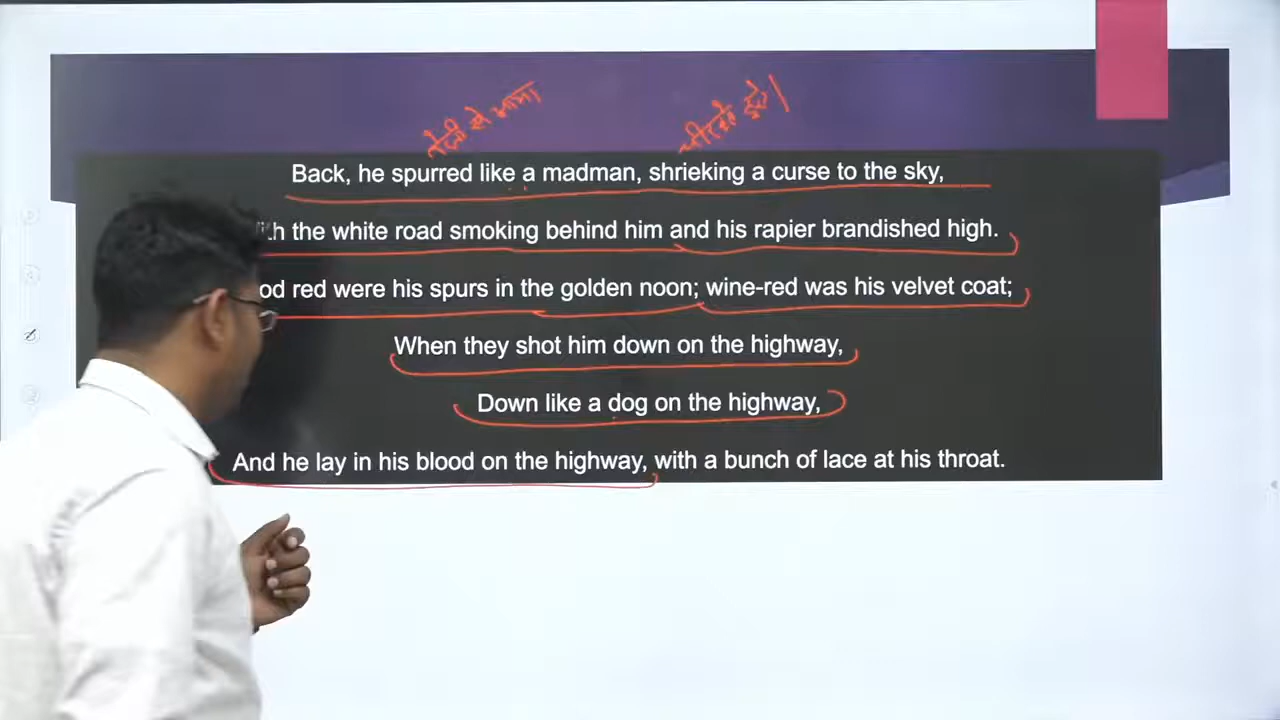 तेजी से भागा
चीखते हुए।
Back, he spurred like a madman, shrieking a curse to the sky,
the white road smoking behind him and his rapier brandished high.
red were his spurs in the golden noon; wine-red was his velvet coat;
When they shot him down on the highway,
Down like a dog on the highway,
And he lay in his blood on the highway, with a bunch of lace at his throat.